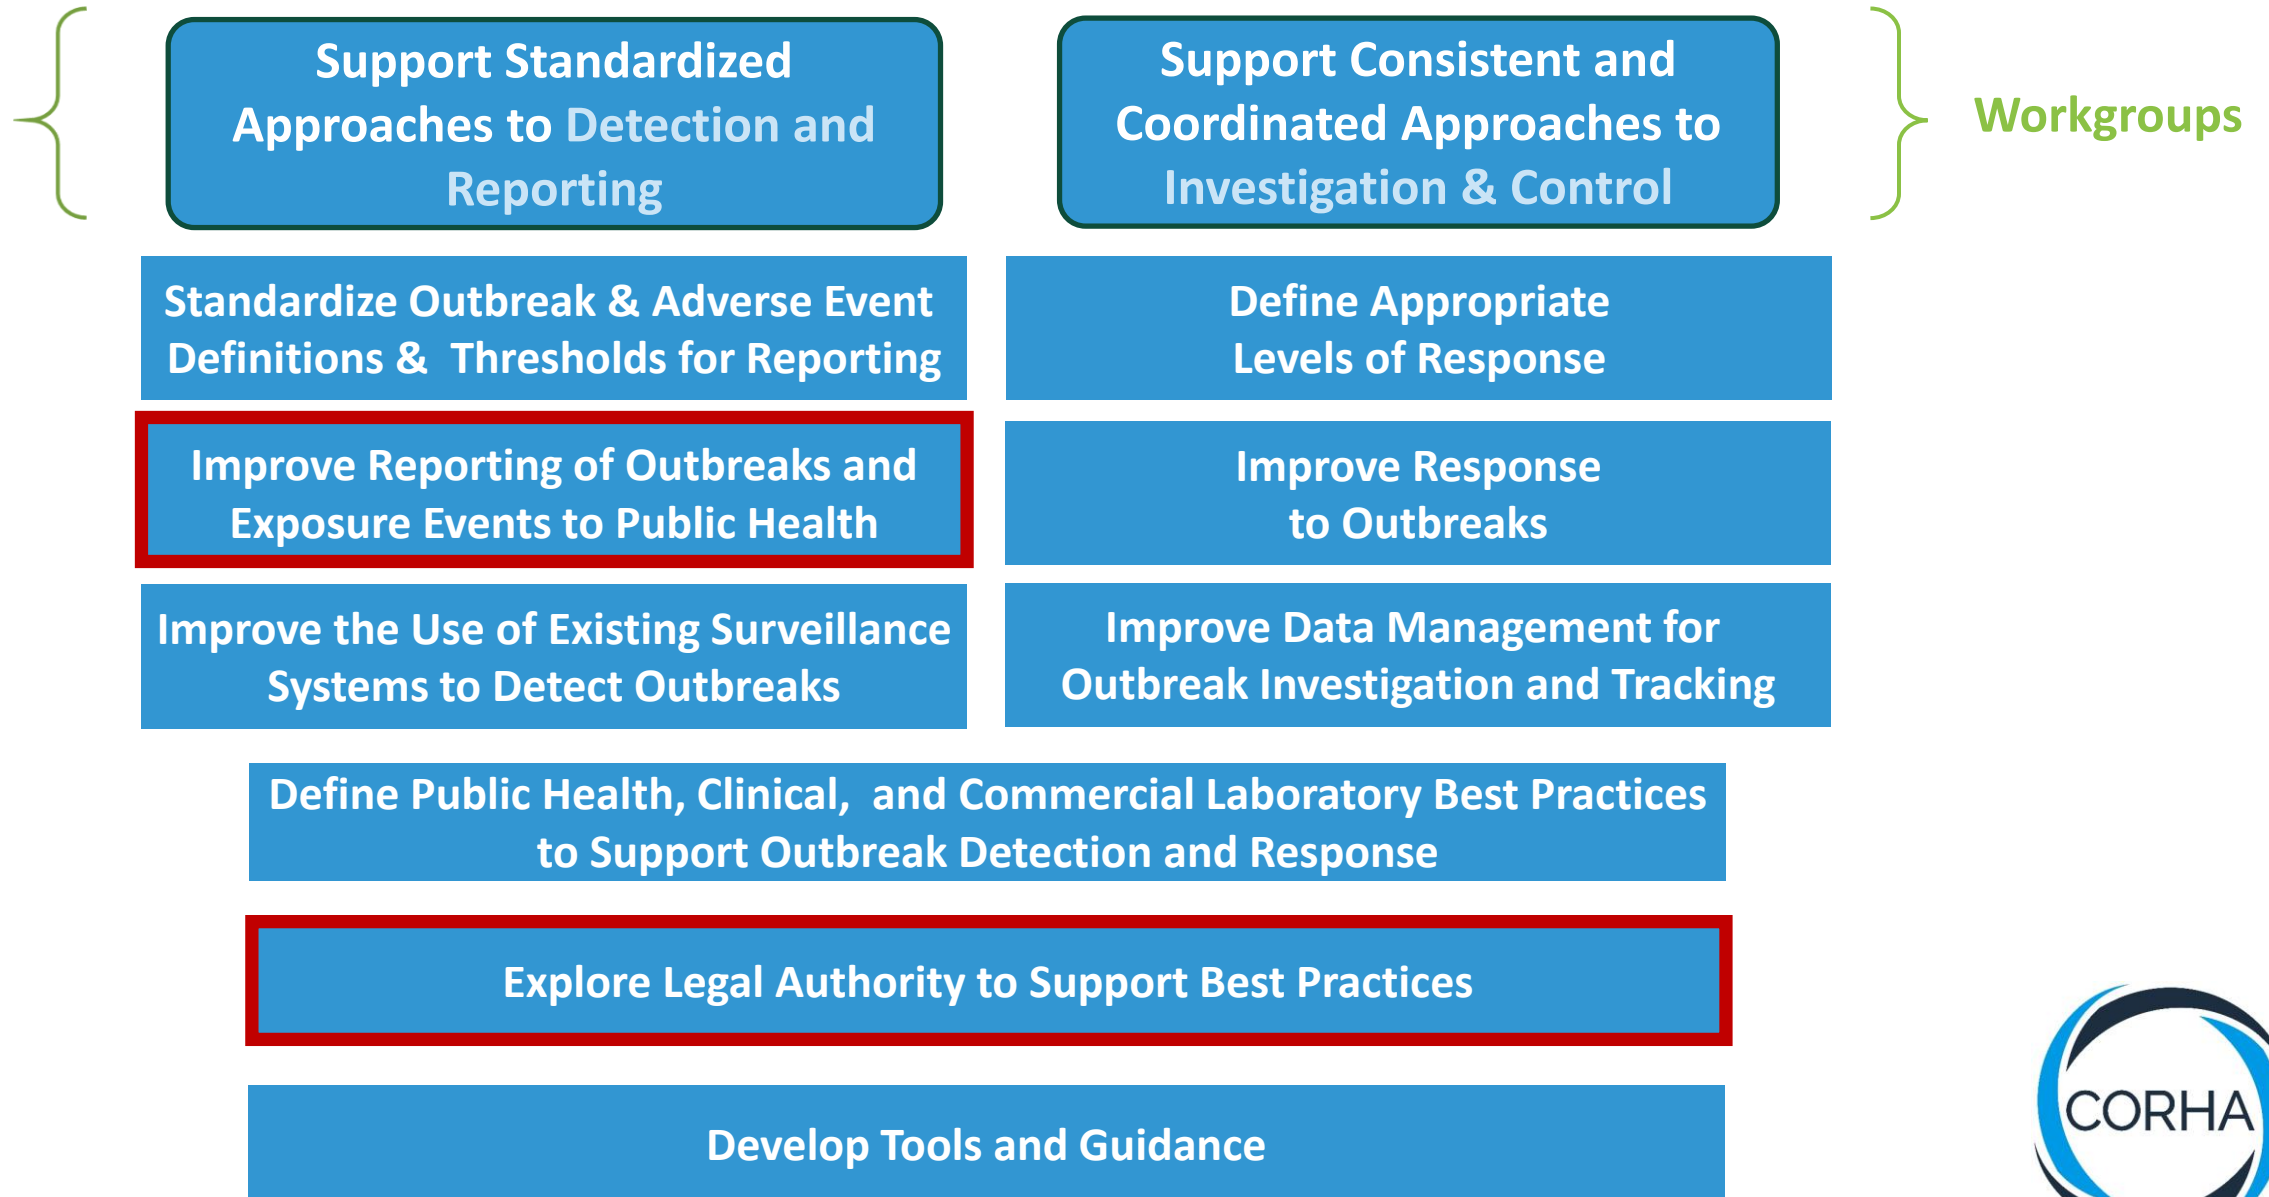 Support Standardized
Approaches to Detection and
Reporting
Support Consistent and
Coordinated Approaches to
Investigation & Control
Workgroups
Standardize Outbreak & Adverse Event
Definitions & Thresholds for Reporting
Define Appropriate
Levels of Response
Improve Reporting of Outbreaks and
Exposure Events to Public Health
Improve Response
to Outbreaks
Improve the Use of Existing Surveillance
Systems to Detect Outbreaks
Improve Data Management for
Outbreak Investigation and Tracking
Define Public Health, Clinical, and Commercial Laboratory Best Practices
to Support Outbreak Detection and Response
Explore Legal Authority to Support Best Practices
Develop Tools and Guidance
CORHA